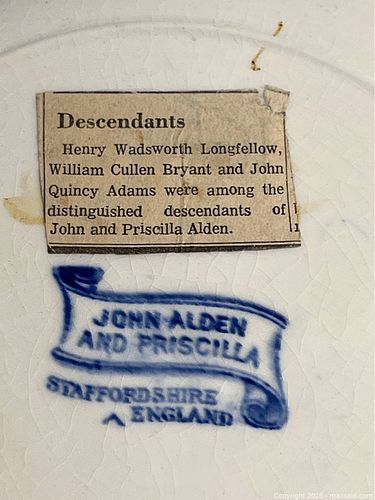 Descendants
Henry Wadsworth Longfellow,
William Cullen Bryant and John
Quincy Adams were among the
distinguished descendants of
John and Priscilla Alden.
JOHN ALDEN
AND PRISCILLA
STAFFORDSHIRE
ENGLAND
Copyright 2025 - maxsold.com